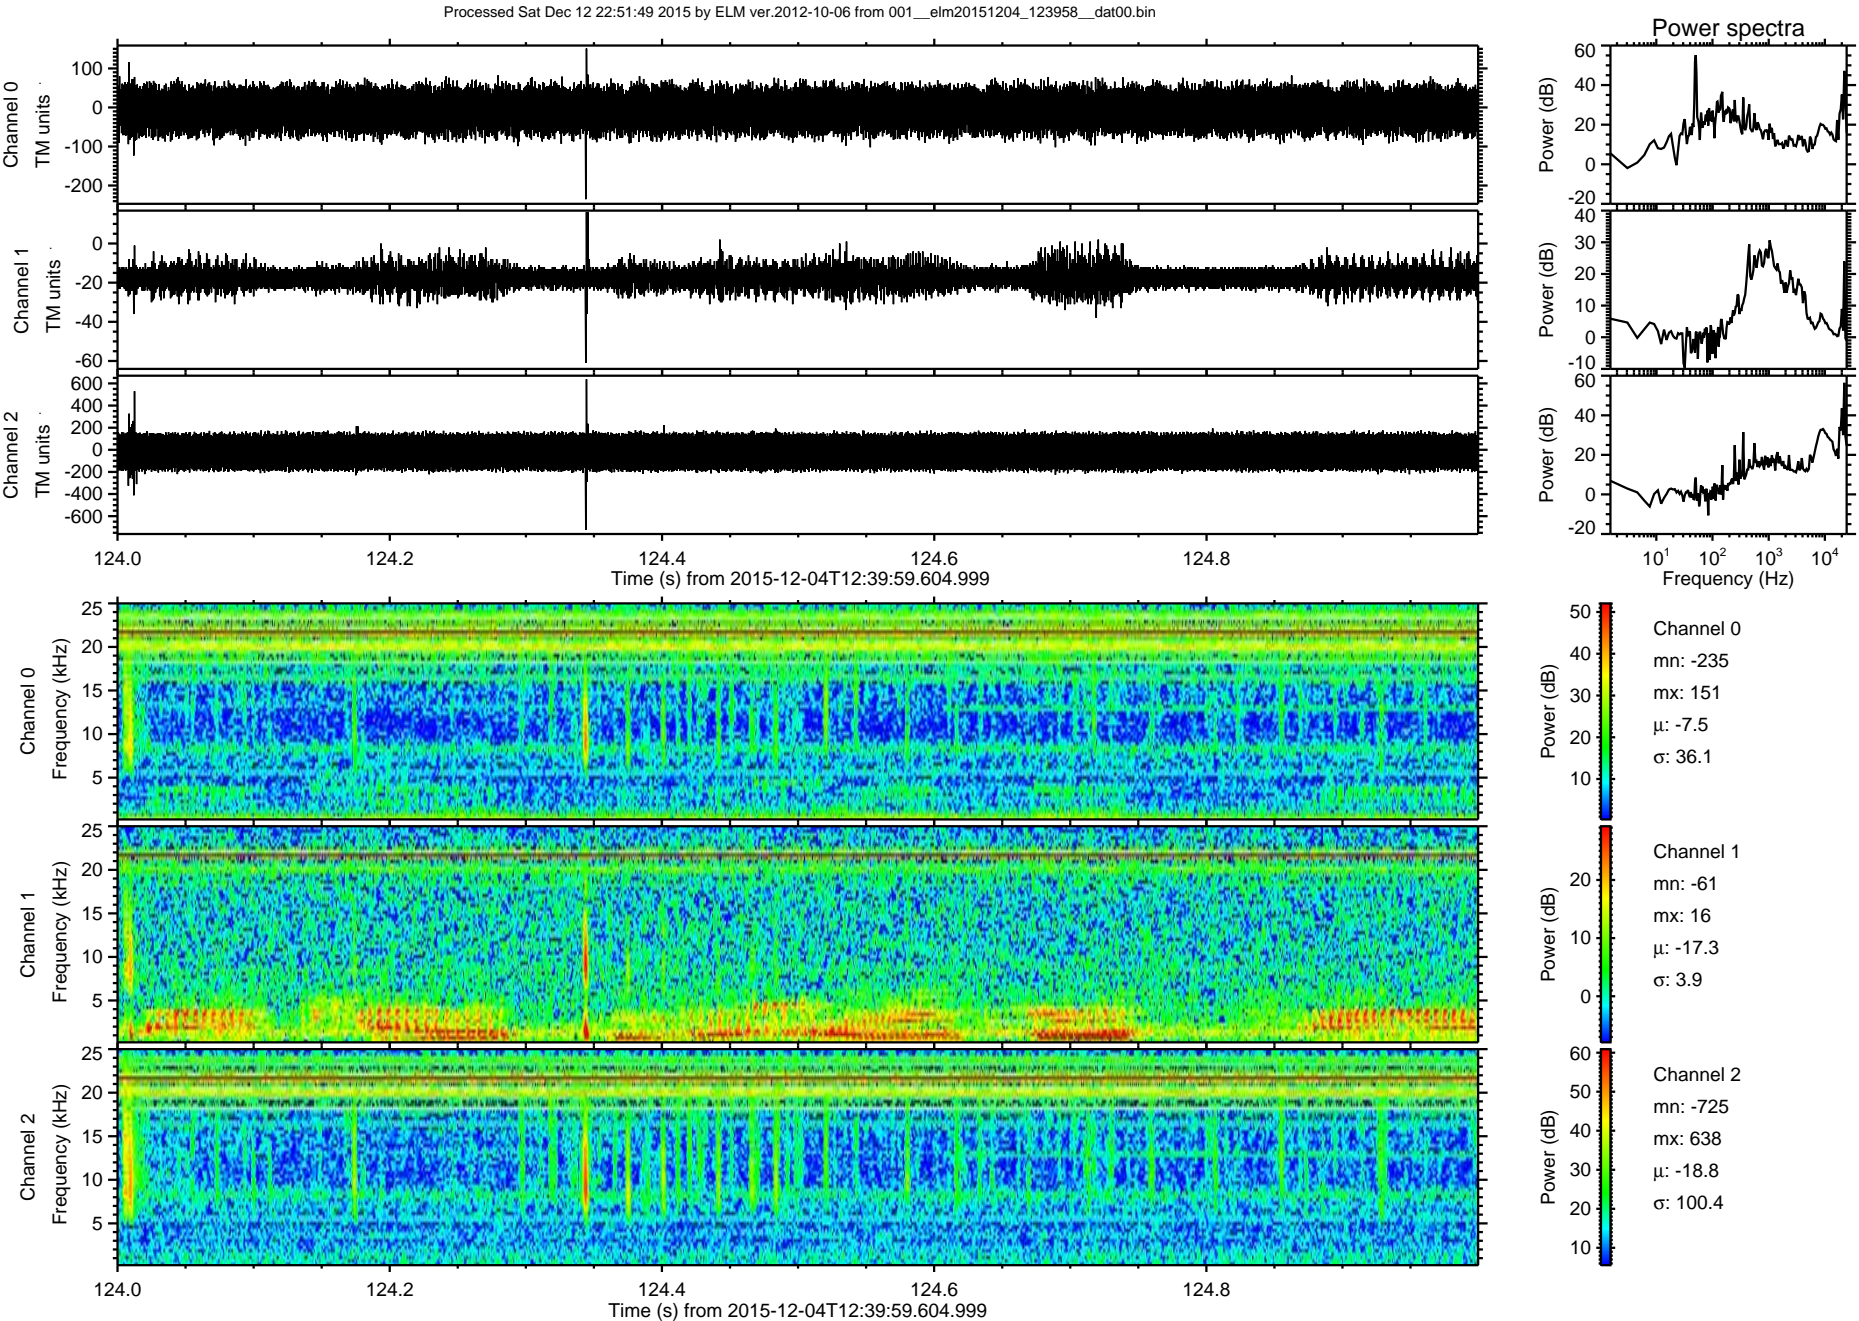 Processed Sat Dec 12 22:51:49 2015 by ELM ver.2012-10-06 from 001__elm20151204_123958__dat00.bin
Power spectra
Channel 0
TM units
100
0
-100
-200
Power (dB)
60
40
20
0
-20
Channel 1
TM units
0
-20
-40
-60
Power (dB)
40
30
20
10
0
-10
Channel 2
TM units
600
400
200
0
-200
-400
-600
Power (dB)
60
40
20
0
-20
124.0 124.2 124.4 124.6 124.8
Time (s) from 2015-12-04T12:39:59.604.999
10¹ 10² 10³ 10⁴
Frequency (Hz)
Channel 0
Frequency (kHz)
25
20
15
10
5
Power (dB)
50
40
30
20
10
Channel 0
mn: -235
mx: 151
μ: -7.5
σ: 36.1
Channel 1
Frequency (kHz)
25
20
15
10
5
Power (dB)
20
10
0
Channel 1
mn: -61
mx: 16
μ: -17.3
σ: 3.9
Channel 2
Frequency (kHz)
25
20
15
10
5
Power (dB)
60
50
40
30
20
10
Channel 2
mn: -725
mx: 638
μ: -18.8
σ: 100.4
124.0 124.2 124.4 124.6 124.8
Time (s) from 2015-12-04T12:39:59.604.999